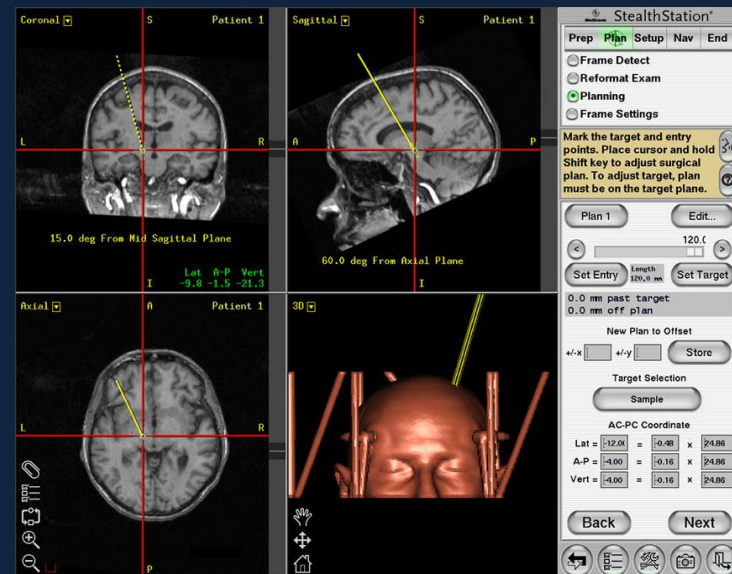 Coronal
S
Patient 1
L
R
15.0 deg From Mid Sagittal Plane
Lat A-P Vert
-9.8 -1.5 -21.3
I
Sagittal
S
Patient 1
A
P
60.0 deg From Axial Plane
I
Axial
A
Patient 1
L
R
P
3D
Medtronic
StealthStation
Prep Plan Setup Nav End
Frame Detect
Reformat Exam
Planning
Frame Settings
Mark the target and entry
points. Place cursor and hold
Shift key to adjust surgical
plan. To adjust target, plan
must be on the target plane.
?
Plan 1 Edit...
120.
< >
Set Entry Length 120.0 mm Set Target
0.0 mm past target
0.0 mm off plan
New Plan to Offset
+/-x +/-y Store
Target Selection
Sample
AC-PC Coordinate
Lat = -12.0 = -0.48 x 24.86
A-P = -4.00 = -0.16 x 24.86
Vert = -4.00 = -0.16 x 24.86
Back Next